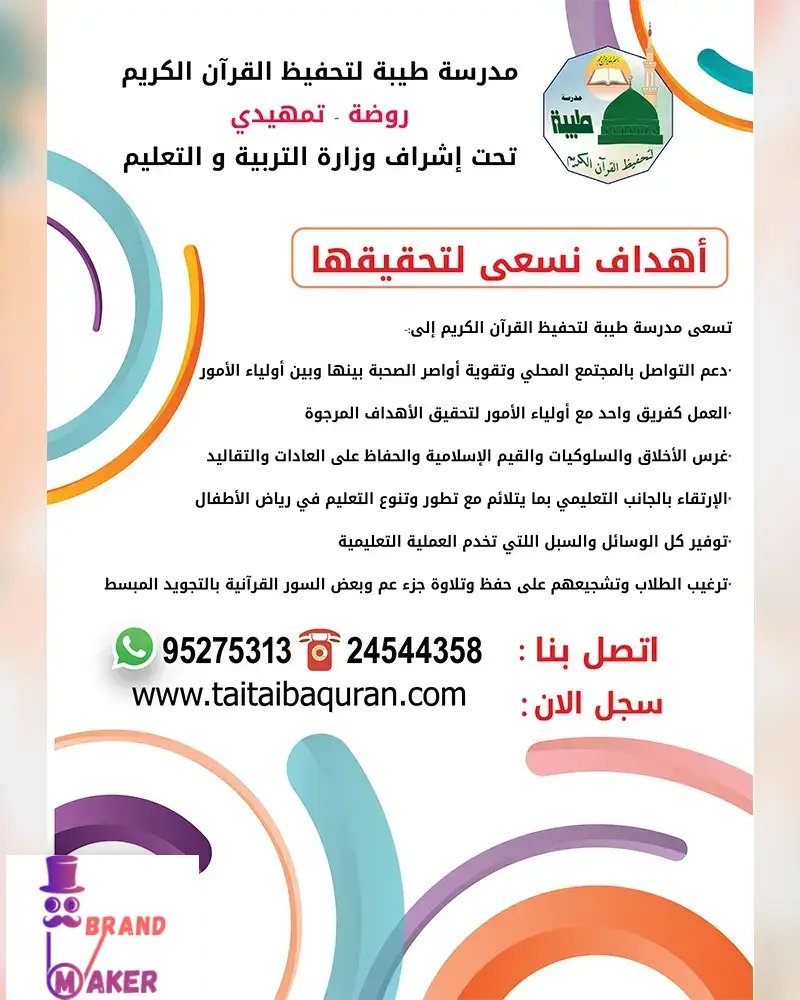 مدرسة طيبة لتحفيظ القرآن الكريم
روضة - تمهيدي
تحت إشراف وزارة التربية و التعليم
مدرسة
طيبة
لتحفيظ القرآن الكريم
أهداف نسعى لتحقيقها
تسعى مدرسة طيبة لتحفيظ القرآن الكريم إلى:-
•دعم التواصل بالمجتمع المحلي وتقوية أواصر الصحبة بينها وبين أولياء الأمور
•العمل كفريق واحد مع أولياء الأمور لتحقيق الأهداف المرجوة
•غرس الأخلاق والسلوكيات والقيم الإسلامية والحفاظ على العادات والتقاليد
•الإرتقاء بالجانب التعليمي بما يتلائم مع تطور وتنوع التعليم في رياض الأطفال
•توفير كل الوسائل والسبل اللتي تخدم العملية التعليمية
•ترغيب الطلاب وتشجيعهم على حفظ وتلاوة جزء عم وبعض السور القرآنية بالتجويد المبسط
اتصل بنا : 24544358 95275313
سجل الان : www.taitaibaquran.com
BRAND
MAKER